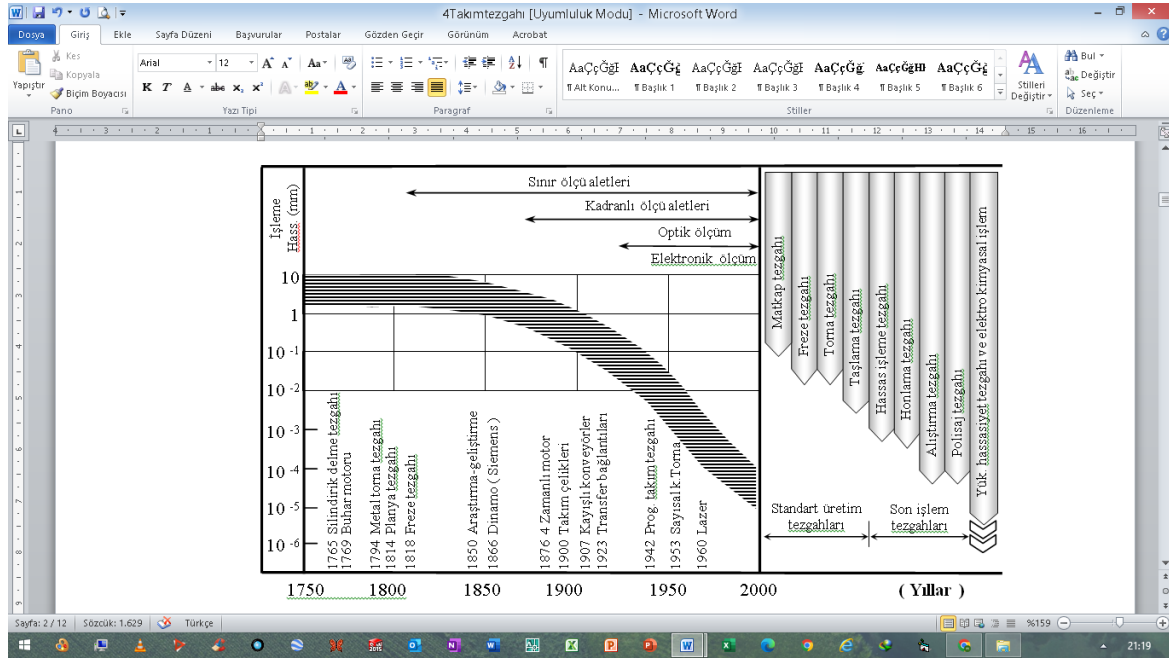 4Takımtezgahı [Uyumluluk Modu] - Microsoft Word
Dosya
Giriş
Ekle
Sayfa Düzeni
Başvurular
Postalar
Gözden Geçir
Görünüm
Acrobat
Yapıştır
Kes
Kopyala
Biçim Boyacısı
Pano
Arial
12
Yazı Tipi
Paragraf
AaÇçĞğI
¶ Alt Konu...
AaÇçĞğ
¶ Başlık 1
AaÇçĞğI
¶ Başlık 2
AaÇçĞğI
¶ Başlık 3
AaÇçĞğ
¶ Başlık 4
AaÇçĞğHI
¶ Başlık 5
AaÇçĞğ
¶ Başlık 6
Stiller
Stilleri Değiştir
Bul
Değiştir
Seç
Düzenleme
İşleme
Hass. (mm)
Sınır ölçü aletleri
Kadranlı ölçü aletleri
Optik ölçüm
Elektronik ölçüm
10
1
10 -1
10 -2
10 -3
10 -4
10 -5
10 -6
1765 Silindirik delme tezgahı
1769 Buhar motoru
1794 Metal torna tezgahı
1814 Planya tezgahı
1818 Freze tezgahı
1850 Araştırma-geliştirme
1866 Dinamo ( Siemens )
1876 4 Zamanlı motor
1900 Takım çelikleri
1907 Kayışlı konveyörler
1923 Transfer bağlantıları
1942 Prog. takım tezgahı
1953 Sayısal k. Torna
1960 Lazer
Matkap tezgahı
Freze tezgahı
Torna tezgahı
Taşlama tezgahı
Hassas işleme tezgahı
Honlama tezgahı
Alıştırma tezgahı
Polisaj tezgahı
Yük. hassasiyet tezgahı ve elektro kimyasal işlem
Standart üretim
tezgahları
Son işlem
tezgahları
1750
1800
1850
1900
1950
2000
( Yıllar )
Sayfa: 2 / 12
Sözcük: 1.629
Türkçe
%159
21:19